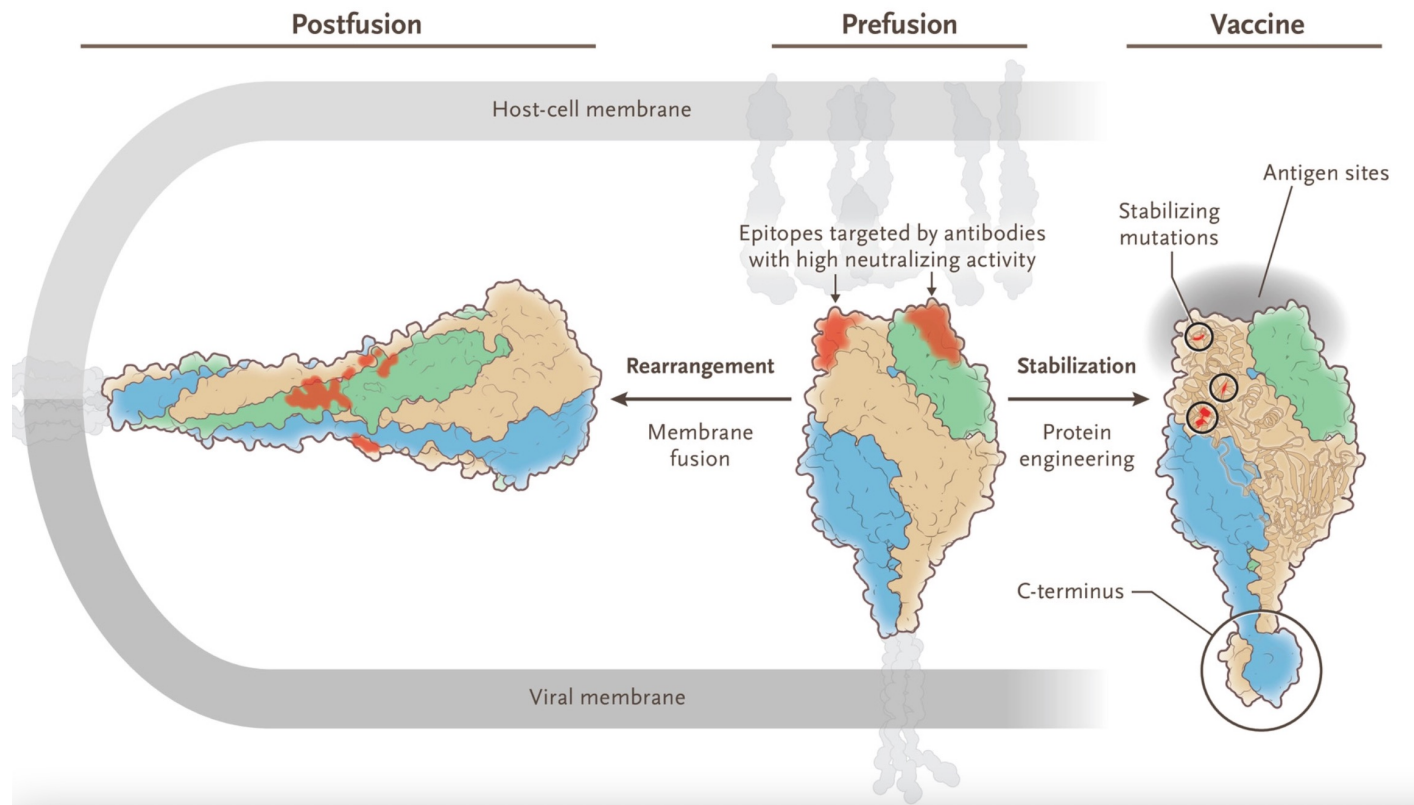 Postfusion
Prefusion
Vaccine
Host-cell membrane
Antigen sites
Stabilizing
mutations
Epitopes targeted by antibodies
with high neutralizing activity
Rearrangement
Membrane
fusion
Stabilization
Protein
engineering
C-terminus
Viral membrane